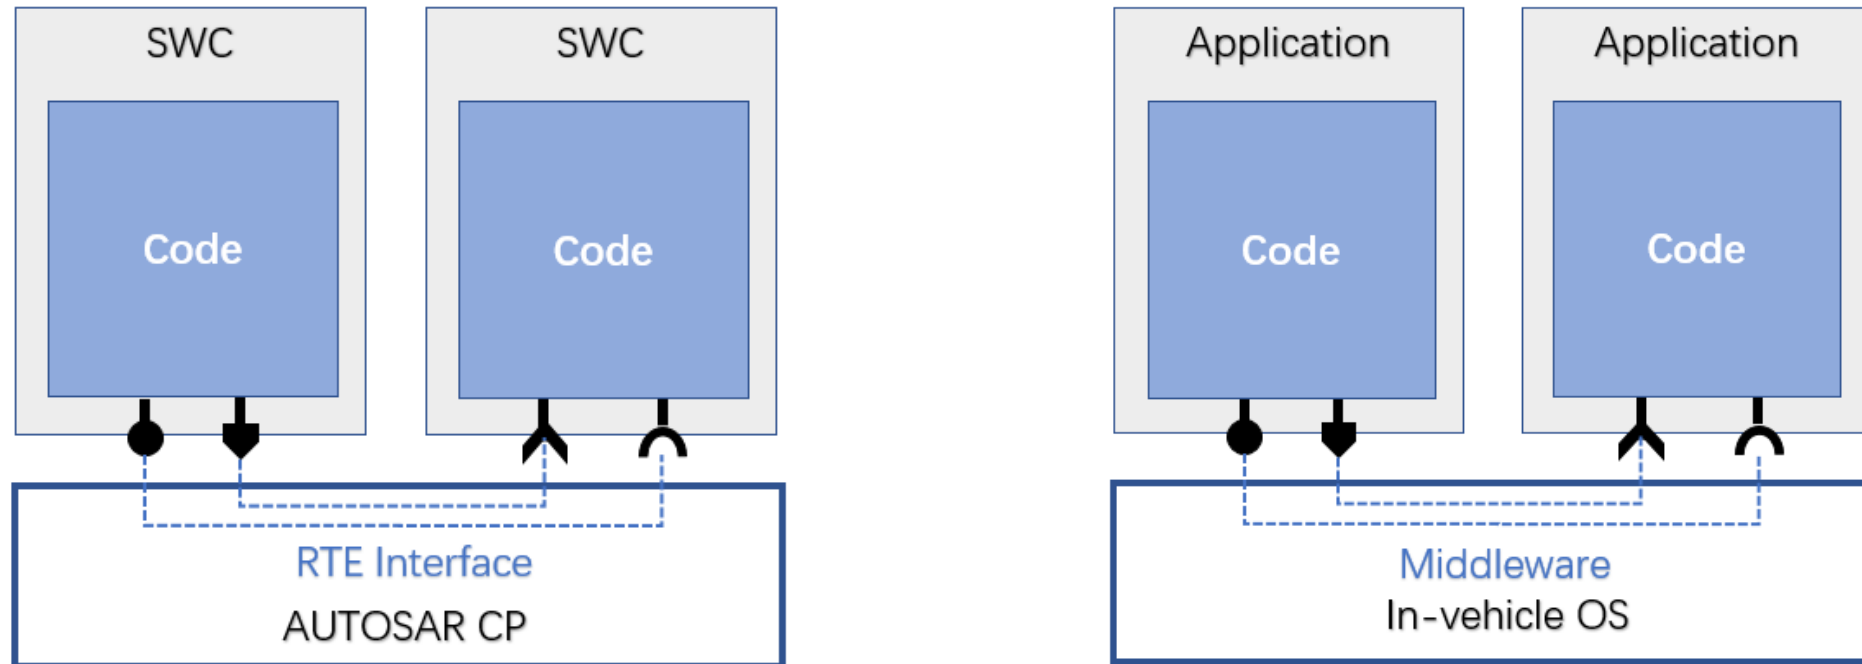 SWC
Code
SWC
Code
RTE Interface
AUTOSAR CP
Application
Code
Application
Code
Middleware
In-vehicle OS